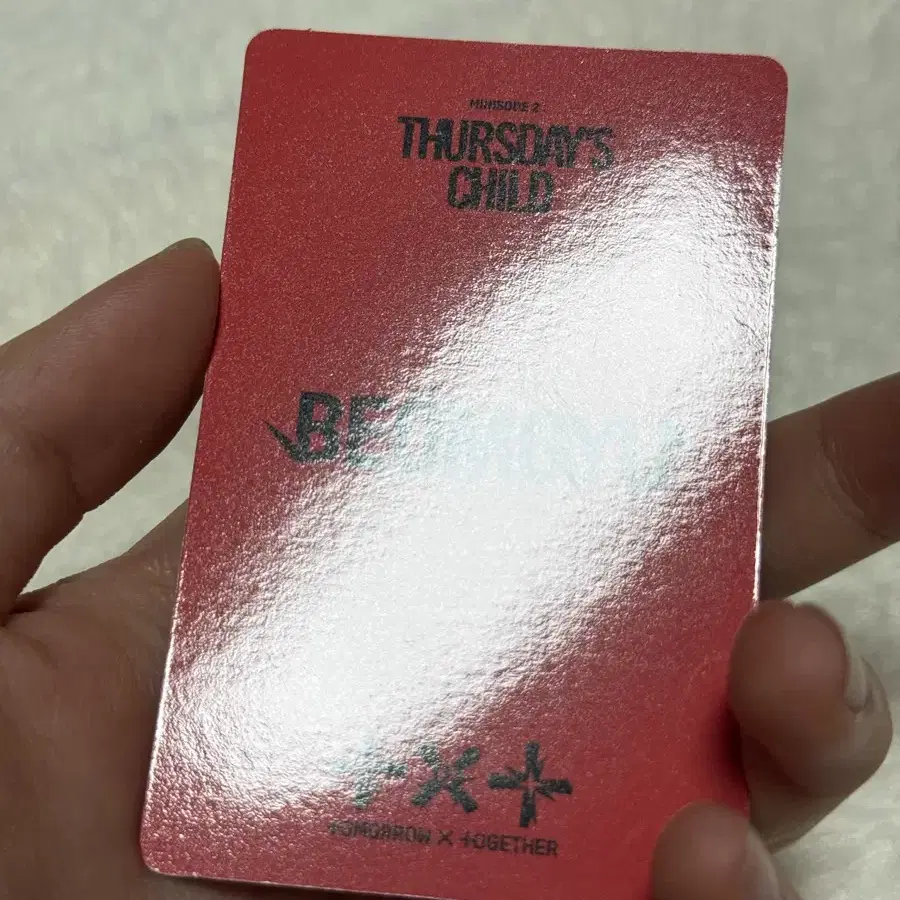 MINISODE 2
THURSDAY'S
CHILD
TOMORROW X TOGETHER